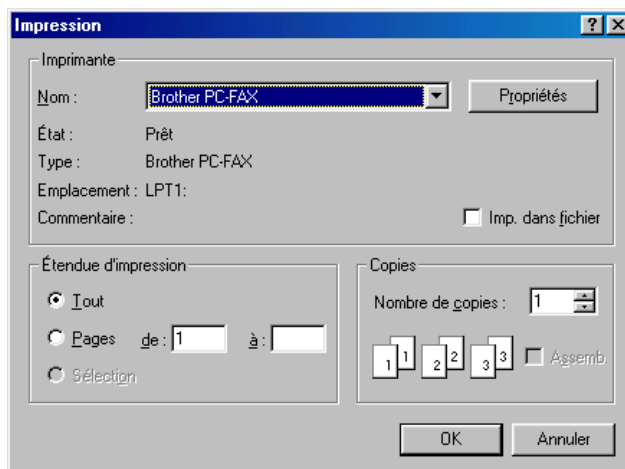 Impression
Imprimante
Nom : Brother PC-FAX Propriétés
État : Prêt
Type : Brother PC-FAX
Emplacement : LPT1:
Commentaire : Imp. dans fichier
Étendue d'impression
Tout
Pages de : 1 à :
Sélection
Copies
Nombre de copies : 1
1 1 2 2 3 3 Assemb.
OK Annuler